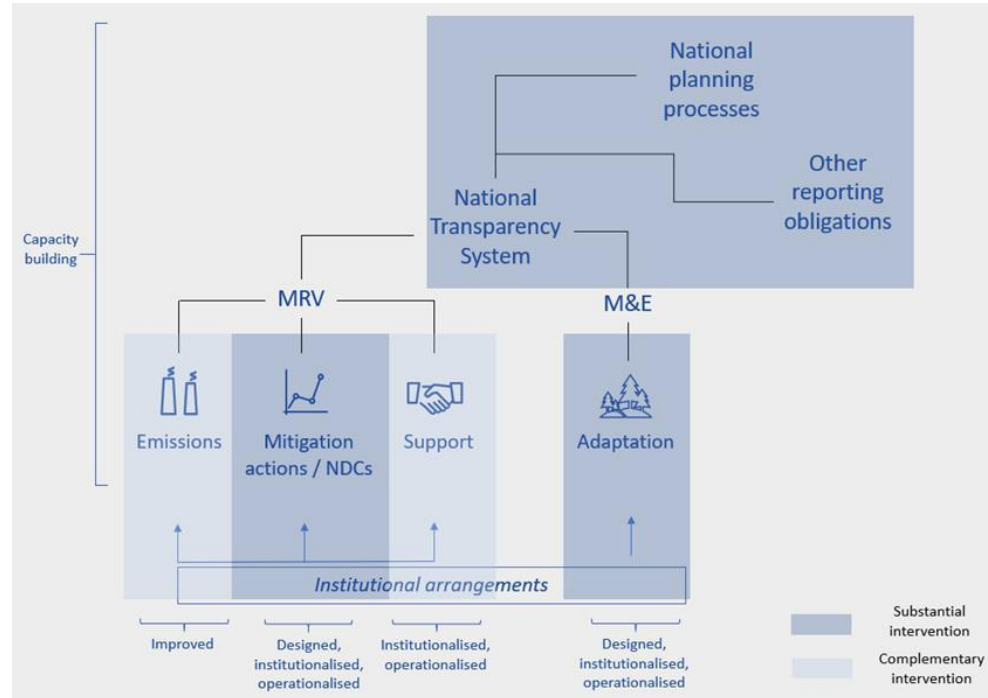 National
planning
processes
Other
reporting
obligations
National
Transparency
System
Capacity
building
MRV
M&E
Emissions
Mitigation
actions / NDCs
Support
Adaptation
Institutional arrangements
Improved
Designed,
institutionalised,
operationalised
Institutionalised,
operationalised
Designed,
institutionalised,
operationalised
Substantial
intervention
Complementary
intervention